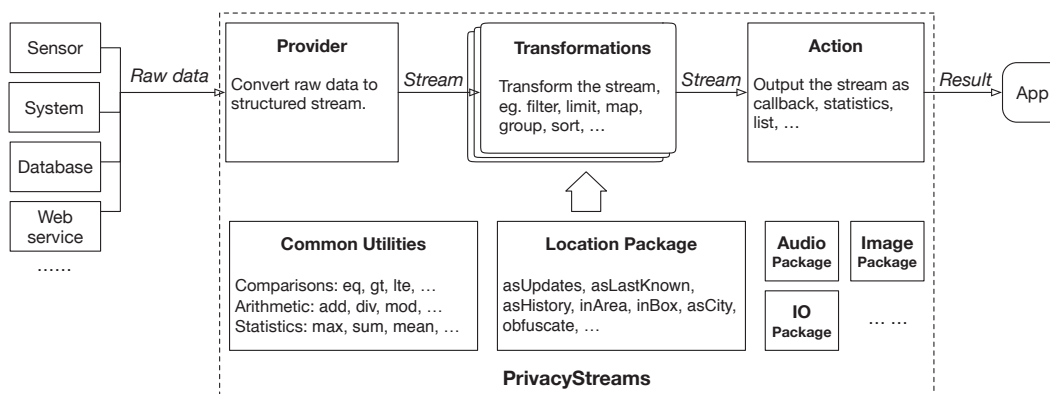 Sensor
System
Database
Web
service
……
Raw data
Provider
Convert raw data to
structured stream.
Stream
Transformations
Transform the stream,
eg. filter, limit, map,
group, sort, …
Stream
Action
Output the stream as
callback, statistics,
list, …
Result
App
Common Utilities
Comparisons: eq, gt, lte, …
Arithmetic: add, div, mod, …
Statistics: max, sum, mean, …
Location Package
asUpdates, asLastKnown,
asHistory, inArea, inBox, asCity,
obfuscate, …
Audio
Package
Image
Package
IO
Package
… …
PrivacyStreams